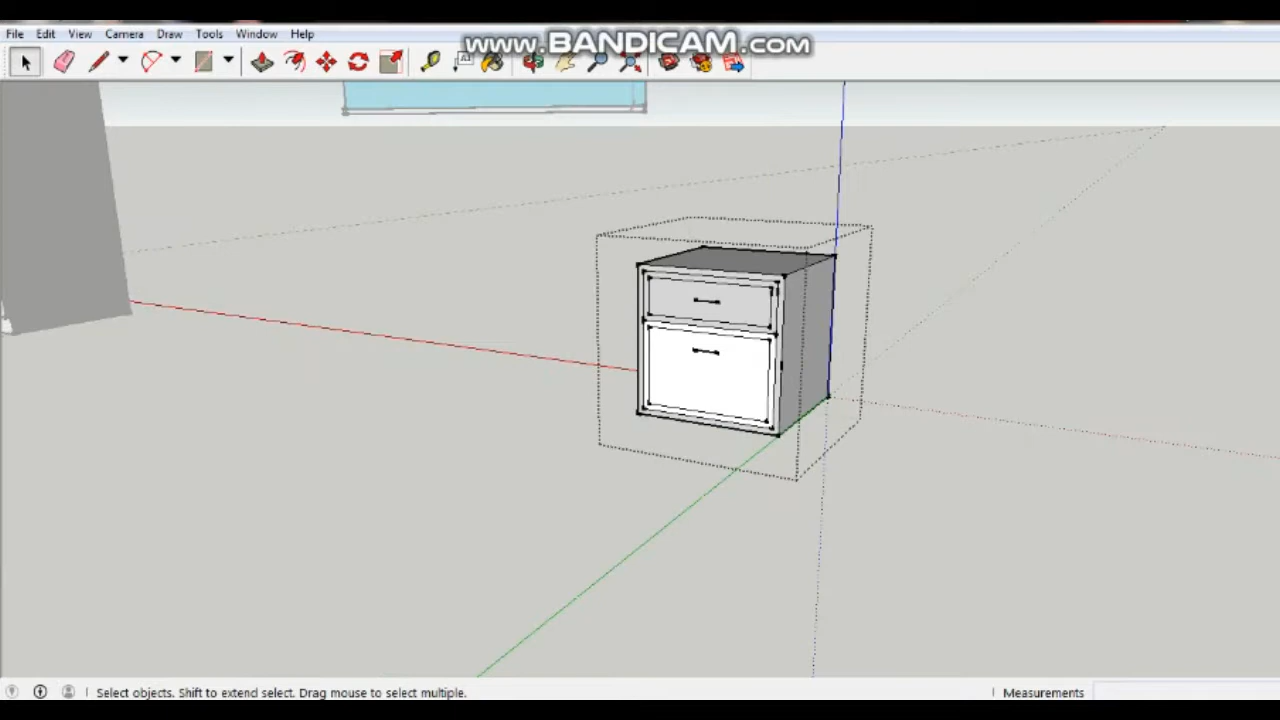 File Edit View Camera Draw Tools Window Help
www.BANDICAM.com
Select objects. Shift to extend select. Drag mouse to select multiple.
Measurements